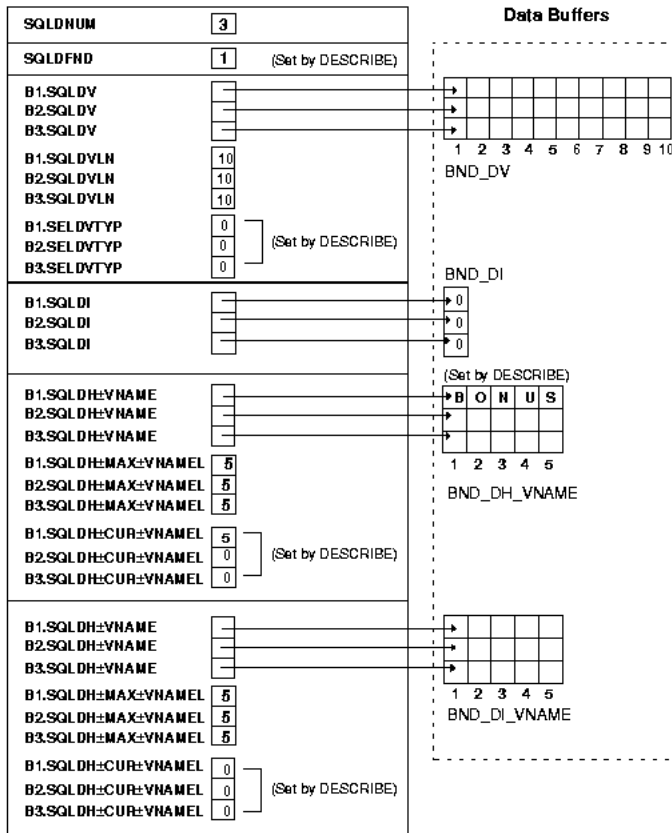 Data Buffers
SQLDNUM 3
SQLDFND 1 (Set by DESCRIBE)
B1.SQLDV
B2.SQLDV
B3.SQLDV
1 2 3 4 5 6 7 8 9 10
BND_DV
B1.SQLDVLN 10
B2.SQLDVLN 10
B3.SQLDVLN 10
B1.SELDVTYP 0
B2.SELDVTYP 0
B3.SELDVTYP 0
(Set by DESCRIBE)
BND_DI
B1.SQLDI 0
B2.SQLDI 0
B3.SQLDI 0
(Set by DESCRIBE)
B1.SQLDH±VNAME B O N U S
B2.SQLDH±VNAME
B3.SQLDH±VNAME
1 2 3 4 5
BND_DH_VNAME
B1.SQLDH±MAX±VNAMEL 5
B2.SQLDH±MAX±VNAMEL 5
B3.SQLDH±MAX±VNAMEL 5
B1.SQLDH±CUR±VNAMEL 5
B2.SQLDH±CUR±VNAMEL 0
B3.SQLDH±CUR±VNAMEL 0
(Set by DESCRIBE)
B1.SQLDH±VNAME
B2.SQLDH±VNAME
B3.SQLDH±VNAME
1 2 3 4 5
BND_DI_VNAME
B1.SQLDH±MAX±VNAMEL 5
B2.SQLDH±MAX±VNAMEL 5
B3.SQLDH±MAX±VNAMEL 5
B1.SQLDH±CUR±VNAMEL 0
B2.SQLDH±CUR±VNAMEL 0
B3.SQLDH±CUR±VNAMEL 0
(Set by DESCRIBE)